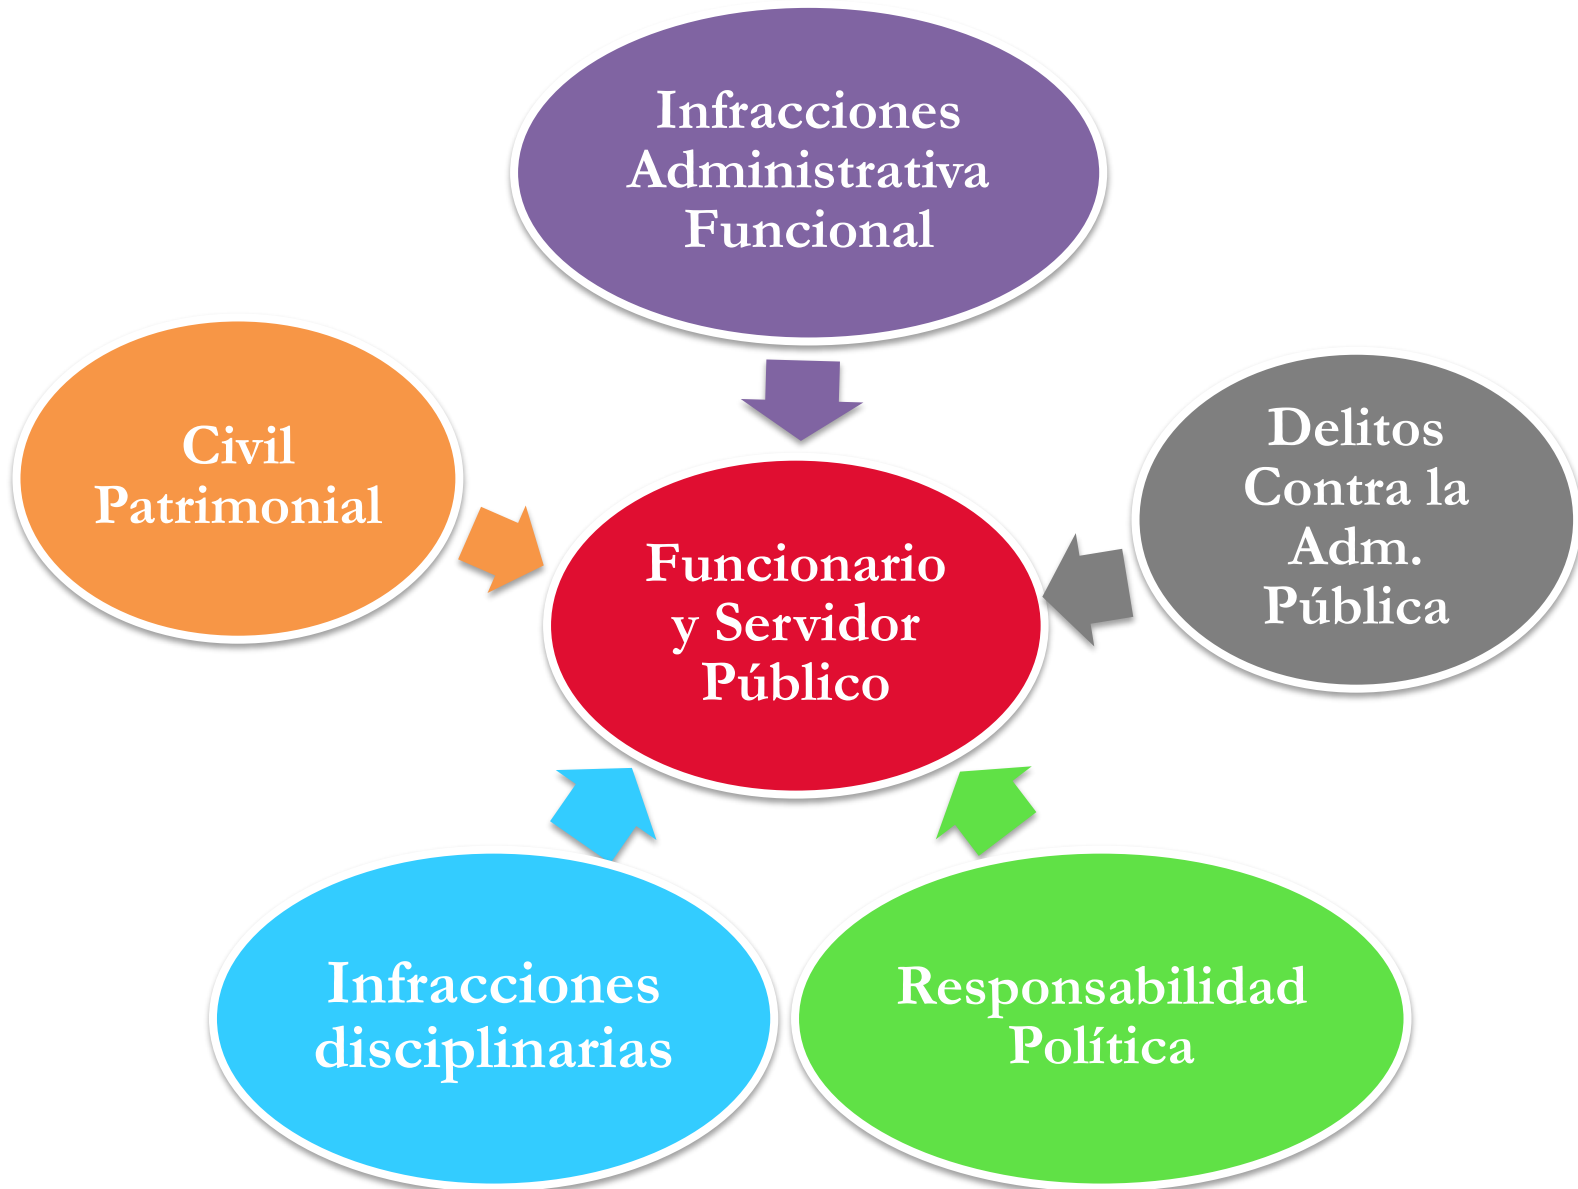 Infracciones
Administrativa
Funcional
Civil
Patrimonial
Delitos
Contra la
Adm.
Pública
Funcionario
y Servidor
Público
Infracciones
disciplinarias
Responsabilidad
Política